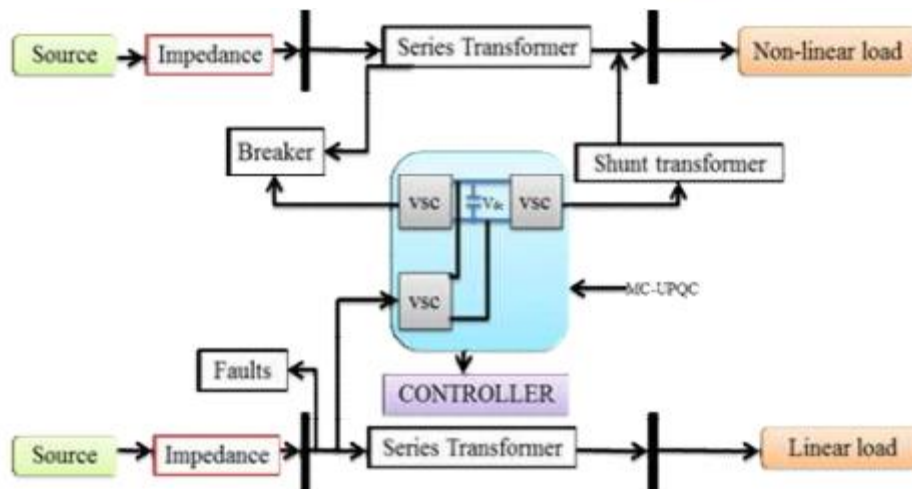 Source
Impedance
Series Transformer
Non-linear load
Breaker
Shunt transformer
vsc
Vdc
vsc
vsc
MC-UPQC
Faults
CONTROLLER
Source
Impedance
Series Transformer
Linear load